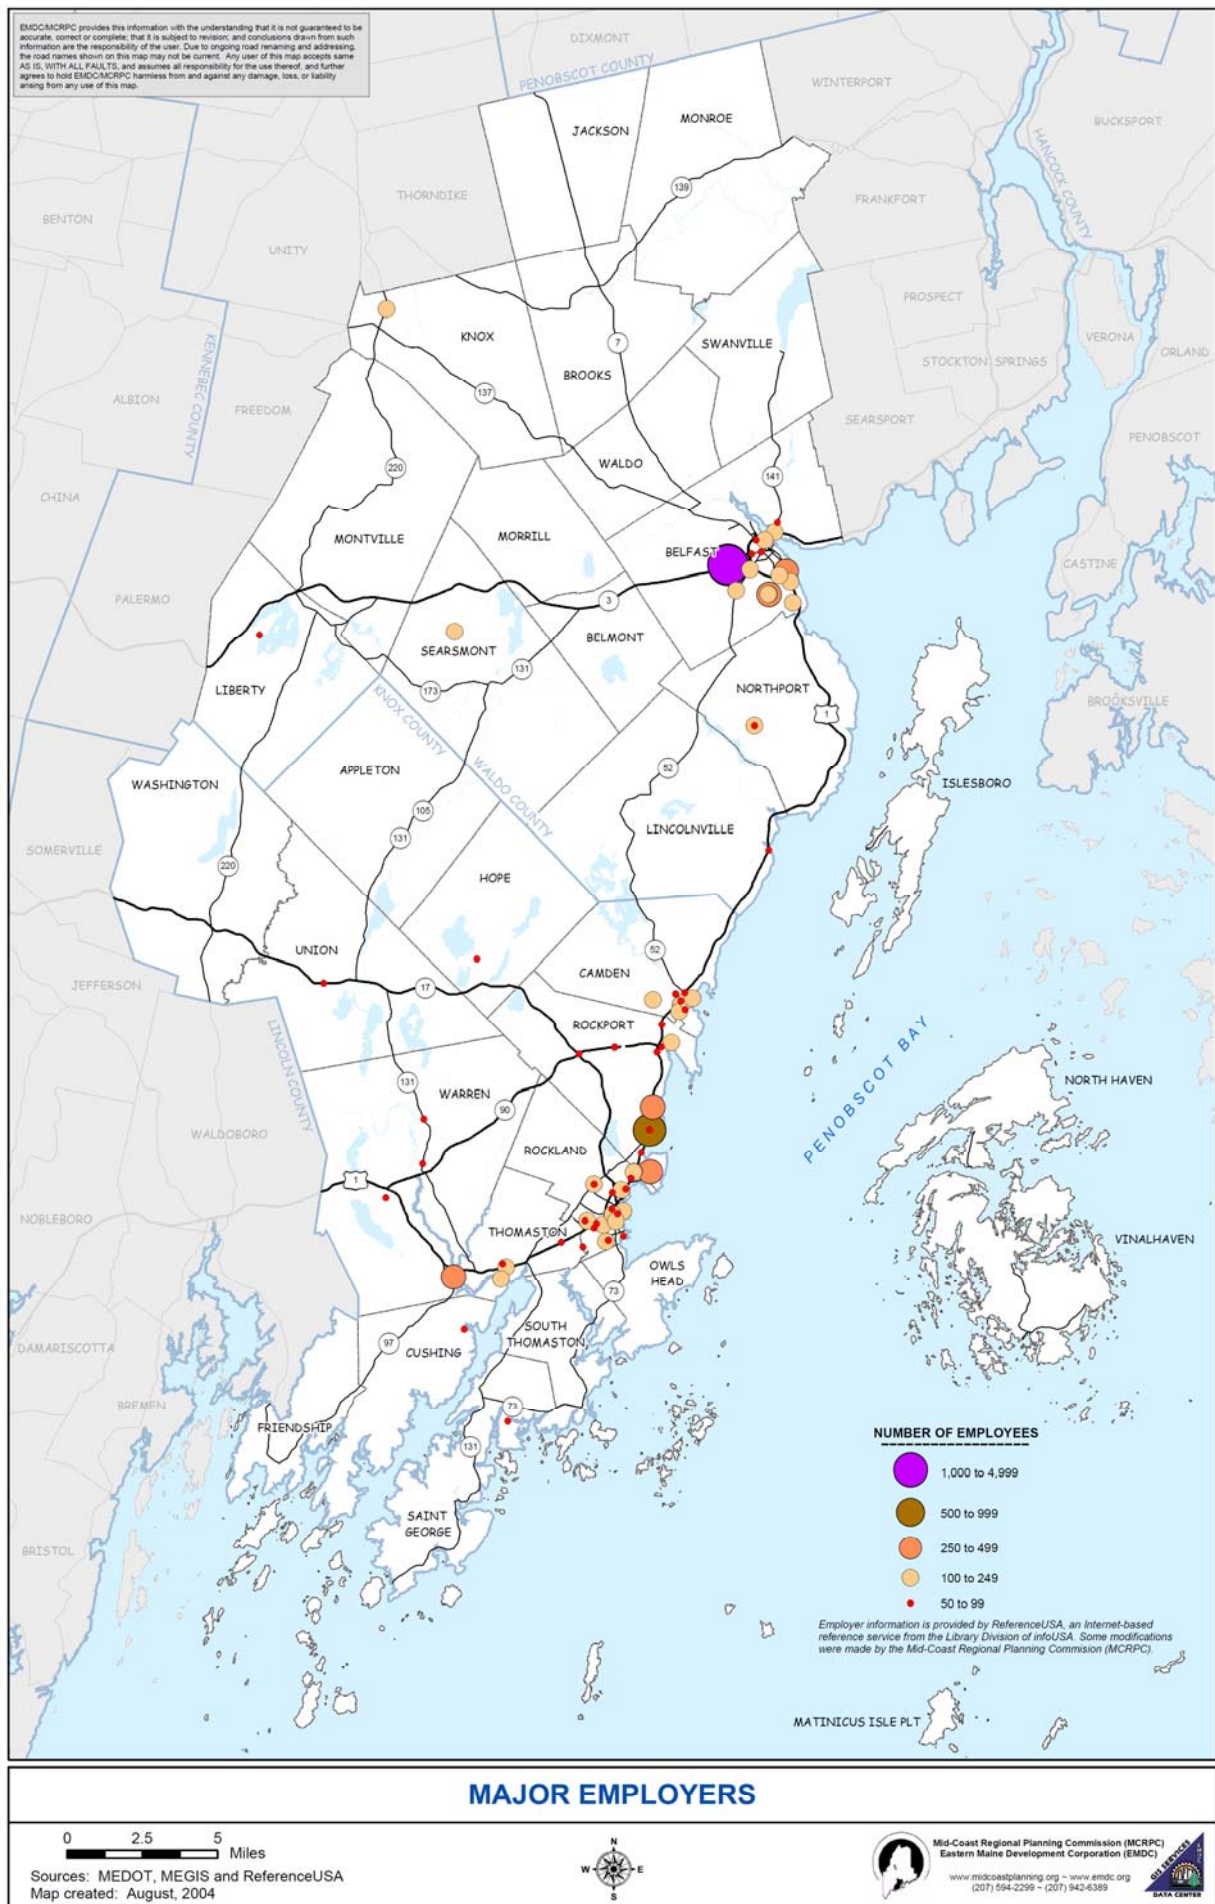 EMDC/MCRPC provides this information with the understanding that it is not guaranteed to be
accurate, correct or complete; that it is subject to revision; and conclusions drawn from such
information are the responsibility of the user. Due to ongoing road renaming and addressing,
the road names shown on this map may not be current. Any user of this map accepts same
AS IS, WITH ALL FAULTS, and assumes all responsibility for the use thereof, and further
agrees to hold EMDC/MCRPC harmless from and against any damage, loss, or liability
arising from any use of this map.
DIXMONT
PENOBSCOT COUNTY
WINTERPORT
BUCKSPORT
HANCOCK COUNTY
JACKSON
MONROE
139
THORNDIKE
FRANKFORT
BENTON
UNITY
PROSPECT
VERONA
ORLAND
KNOX
7
SWANVILLE
STOCKTON SPRINGS
KENNEBEC COUNTY
BROOKS
137
ALBION
FREEDOM
SEARSPORT
PENOBSCOT
220
WALDO
141
CHINA
MONTVILLE
MORRILL
BELFAST
CASTINE
PALERMO
3
SEARSMONT
BELMONT
131
173
LIBERTY
NORTHPORT
1
BROOKSVILLE
KNOX COUNTY
WALDO COUNTY
APPLETON
52
WASHINGTON
ISLESBORO
105
131
LINCOLNVILLE
SOMERVILLE
220
HOPE
UNION
52
CAMDEN
JEFFERSON
17
ROCKPORT
LINCOLN COUNTY
PENOBSCOT BAY
131
WARREN
90
NORTH HAVEN
WALDOBORO
ROCKLAND
1
NOBLEBORO
THOMASTON
VINALHAVEN
OWLS
HEAD
73
SOUTH
THOMASTON
97
CUSHING
DAMARISCOTTA
BREMEN
73
FRIENDSHIP
131
SAINT
GEORGE
BRISTOL
NUMBER OF EMPLOYEES
1,000 to 4,999
500 to 999
250 to 499
100 to 249
50 to 99
Employer information is provided by ReferenceUSA, an Internet-based
reference service from the Library Division of infoUSA. Some modifications
were made by the Mid-Coast Regional Planning Commision (MCRPC).
MATINICUS ISLE PLT
MAJOR EMPLOYERS
0 2.5 5
Miles
Sources: MEDOT, MEGIS and ReferenceUSA
Map created: August, 2004
N
W E
S
Mid-Coast Regional Planning Commission (MCRPC)
Eastern Maine Development Corporation (EMDC)
www.midcoastplanning.org ~ www.emdc.org
(207) 594-2299 ~ (207) 942-6389
GIS SERVICES
EMDC
DATA CENTER